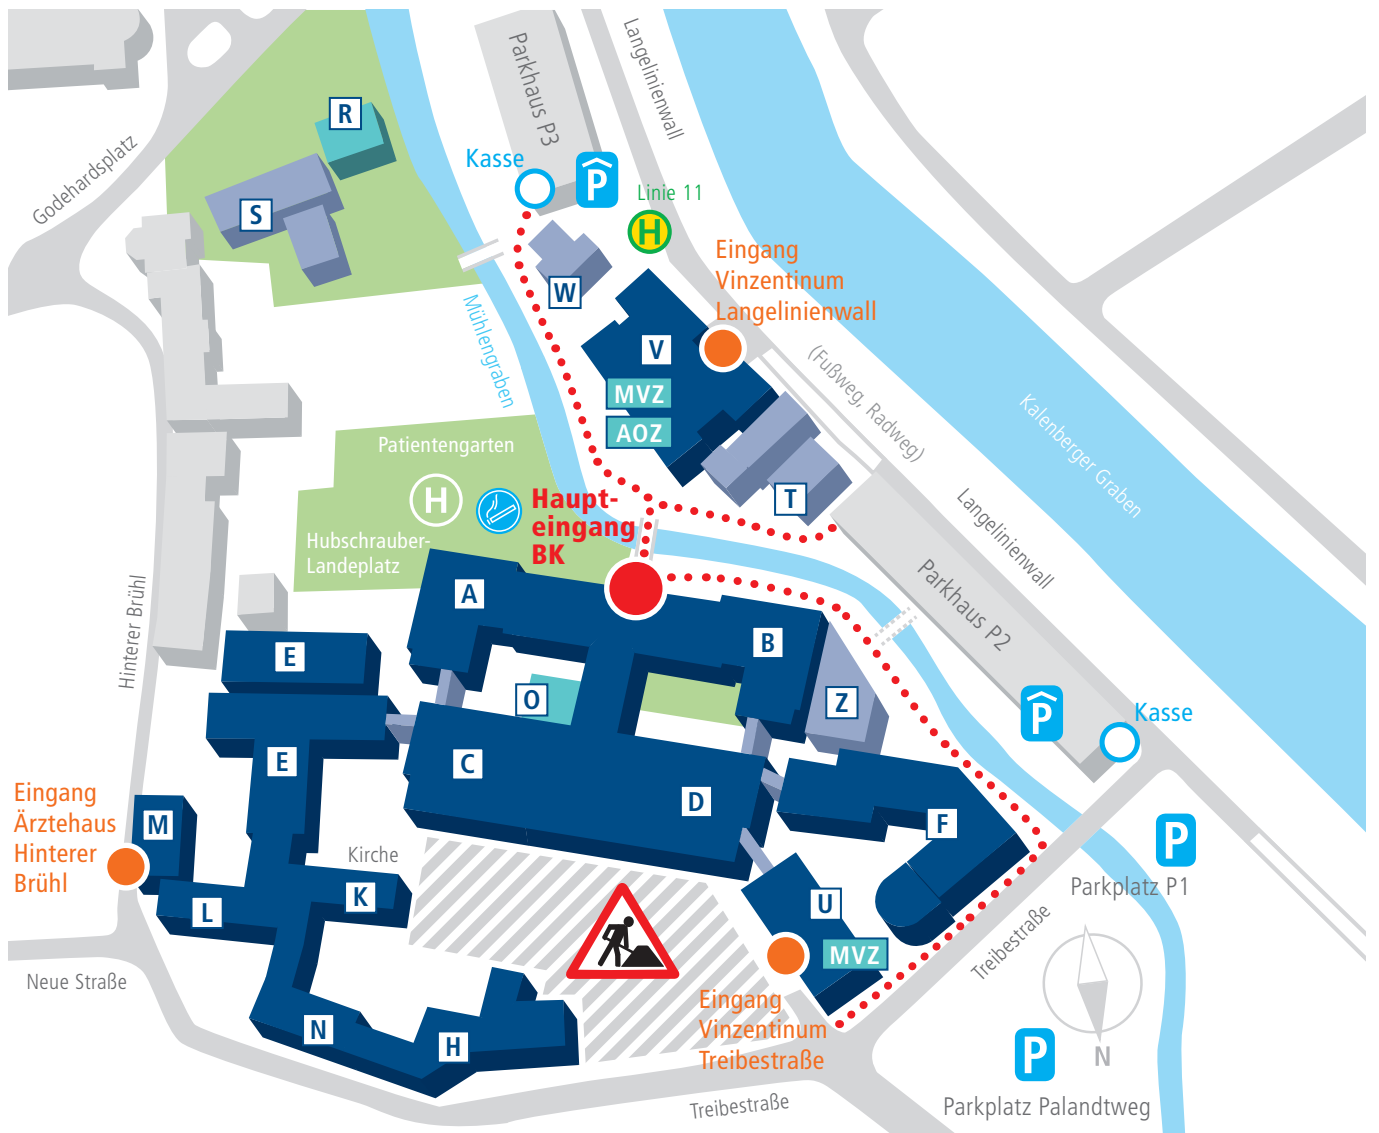 Parkhaus P3
Langelinienwall
R
Godehardsplatz
Kasse
P
Linie 11
H
S
Eingang
Vinzentinum
Langelinienwall
W
Mühlengraben
V
MVZ
AOZ
(Fußweg, Radweg)
Kalenberger Graben
Patientengarten
H
Hubschrauber-
Landeplatz
Haupt-
eingang
BK
T
Langelinienwall
Parkhaus P2
Hinterer Brühl
A
B
E
O
Z
P
Kasse
E
C
D
F
Eingang
Ärztehaus
Hinterer
Brühl
M
Kirche
K
L
U
MVZ
P
Parkplatz P1
Treibestraße
Neue Straße
Eingang
Vinzentinum
Treibestraße
N
H
N
P
Parkplatz Palandtweg
Treibestraße